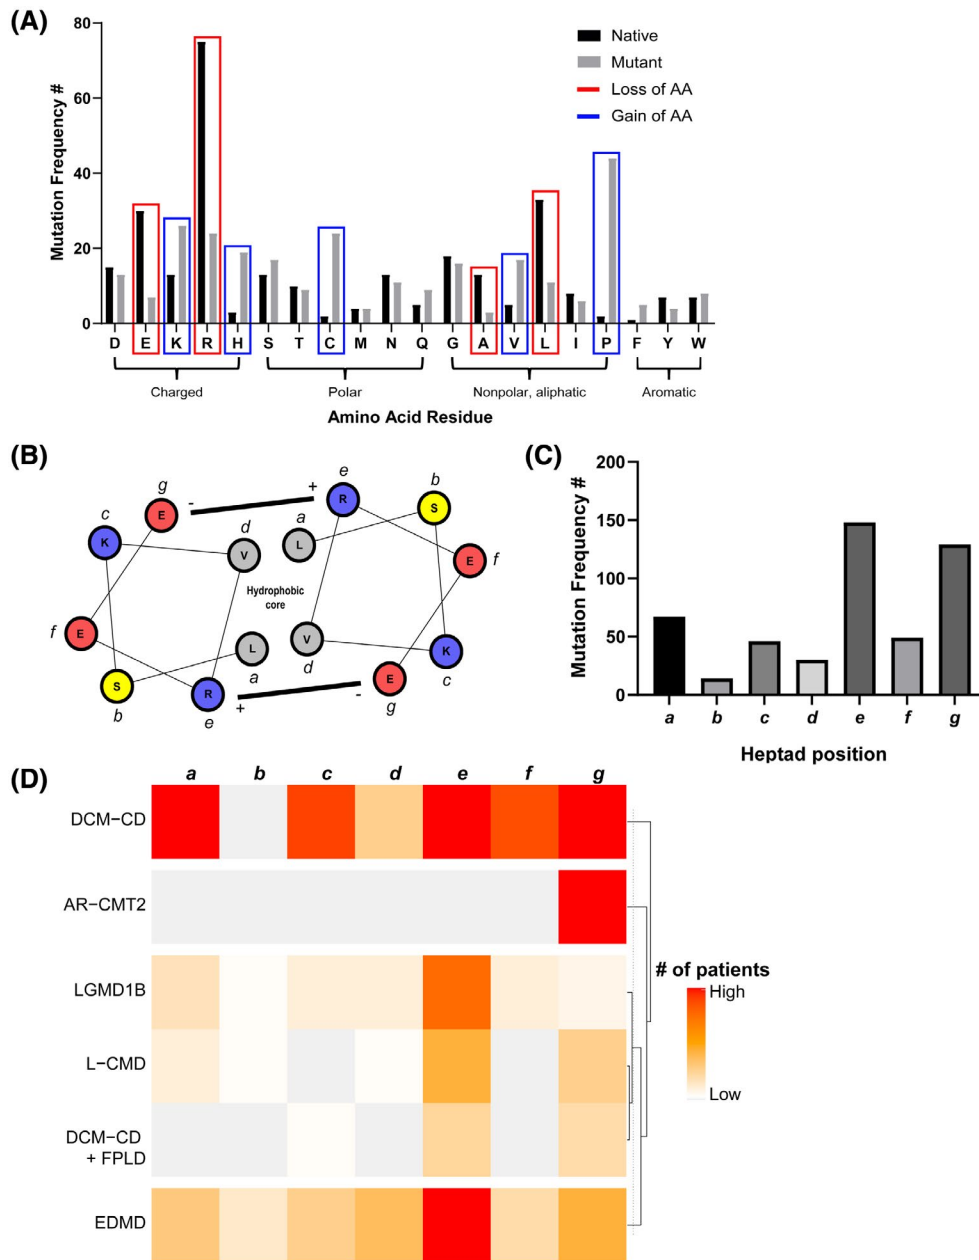 (A)
80
60
40
20
0
Mutation Frequency #
Native
Mutant
Loss of AA
Gain of AA
D E K R H S T C M N Q G A V L I P F Y W
Charged Polar Nonpolar, aliphatic Aromatic
Amino Acid Residue
(B)
g
- +
e
b
c
E
R
S
d
a
K
V
L
f
E
Hydrophobic
core
f
E
L
V
K
a
d
c
S
R
E
b
e
+ -
g
(C)
200
150
100
50
0
Mutation Frequency #
a b c d e f g
Heptad position
(D)
a b c d e f g
DCM-CD
AR-CMT2
LGMD1B
L-CMD
DCM-CD
+ FPLD
EDMD
# of patients
High
Low